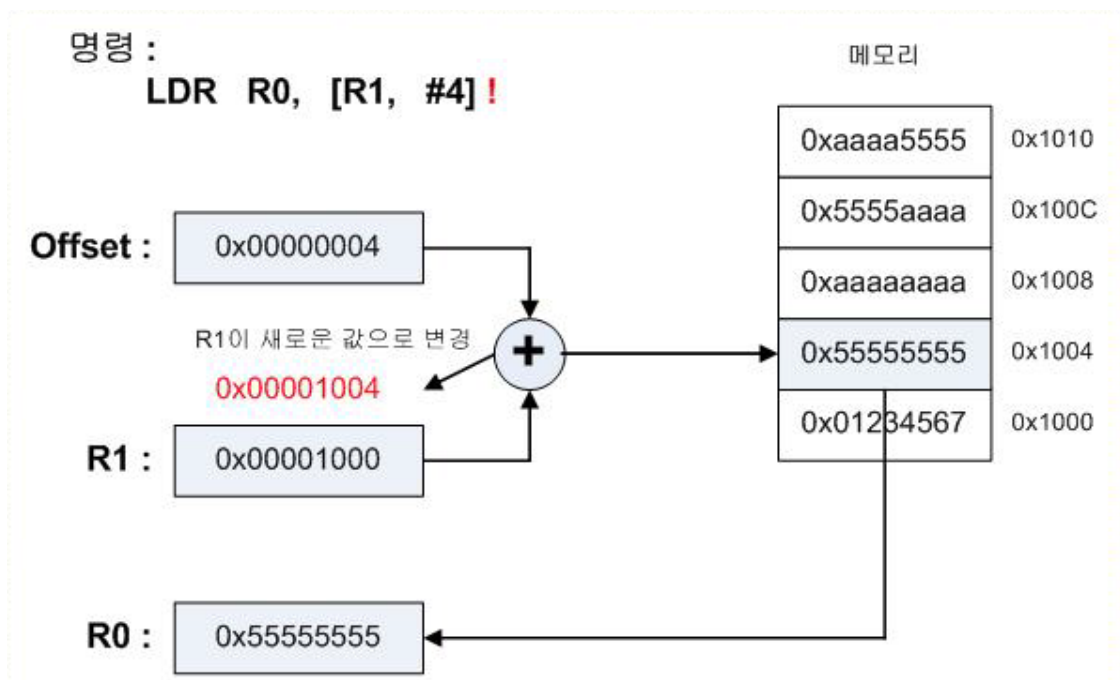 명령 :
LDR R0, [R1, #4] !
메모리
0xaaaa5555 0x1010
0x5555aaaa 0x100C
0xaaaaaaaa 0x1008
0x55555555 0x1004
0x01234567 0x1000
Offset : 0x00000004
R1이 새로운 값으로 변경
0x00001004
+
R1 : 0x00001000
R0 : 0x55555555